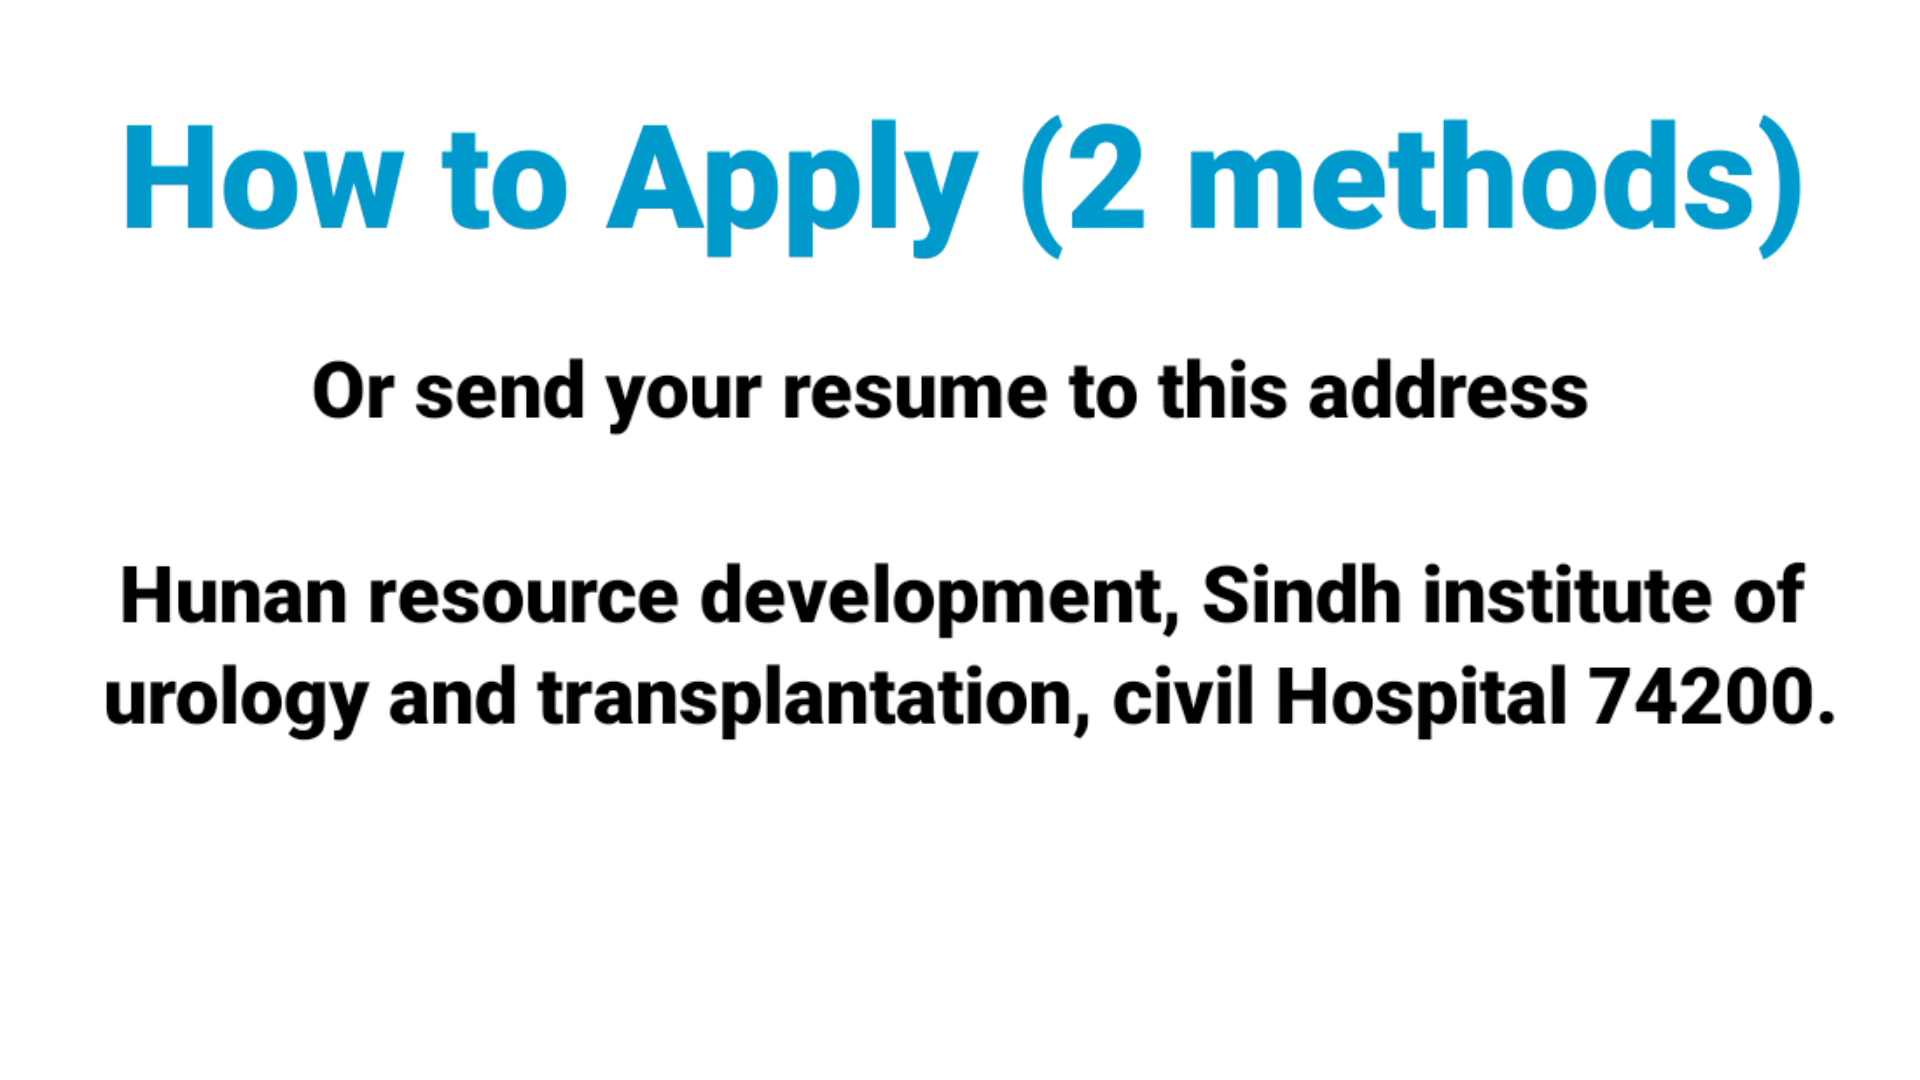 How to Apply (2 methods)
Or send your resume to this address
Hunan resource development, Sindh institute of
urology and transplantation, civil Hospital 74200.